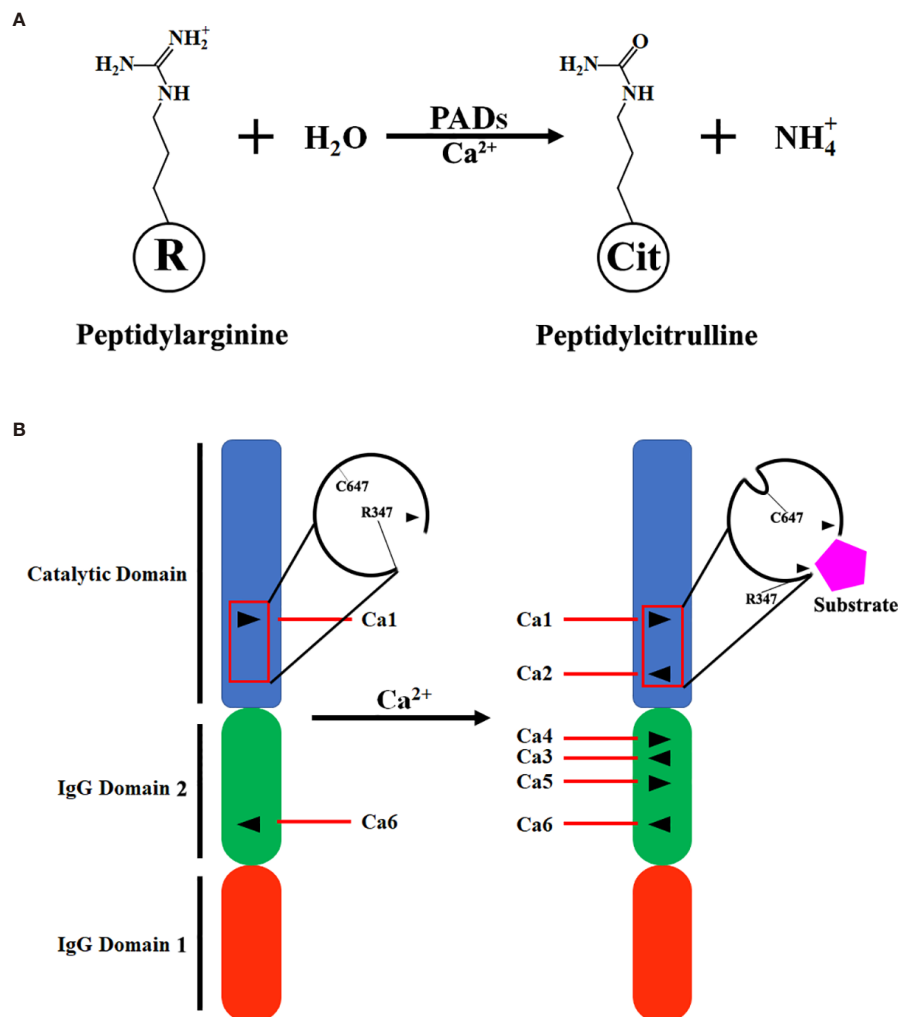 A
NH₂⁺
H₂N
NH
R
Peptidylarginine
+
H₂O
PADs
Ca²⁺
O
H₂N
NH
Cit
Peptidylcitrulline
+
NH₄⁺
B
Catalytic Domain
IgG Domain 2
IgG Domain 1
C647
R347
Ca1
Ca6
Ca²⁺
Ca1
Ca2
Ca4
Ca3
Ca5
Ca6
C647
R347
Substrate